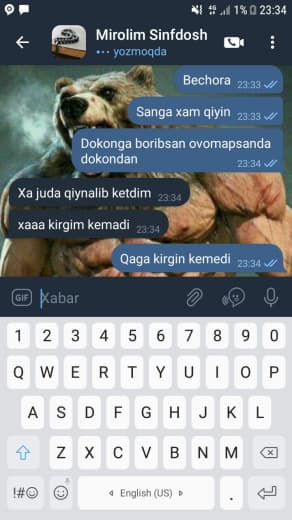 1% 23:34
Mirolim Sinfdosh
yozmoqda
Bechora 23:33
Sanga xam qiyin 23:33
Dokonga boribsan ovomapsanda
dokondan 23:34
Xa juda qiynalib ketdim 23:34
xaaa kirgim kemadi 23:34
Qaga kirgin kemedi 23:34
GIF Xabar
1 2 3 4 5 6 7 8 9 0
Q W E R T Y U I O P
A S D F G H J K L
Z X C V B N M
!#☺ English (US) .